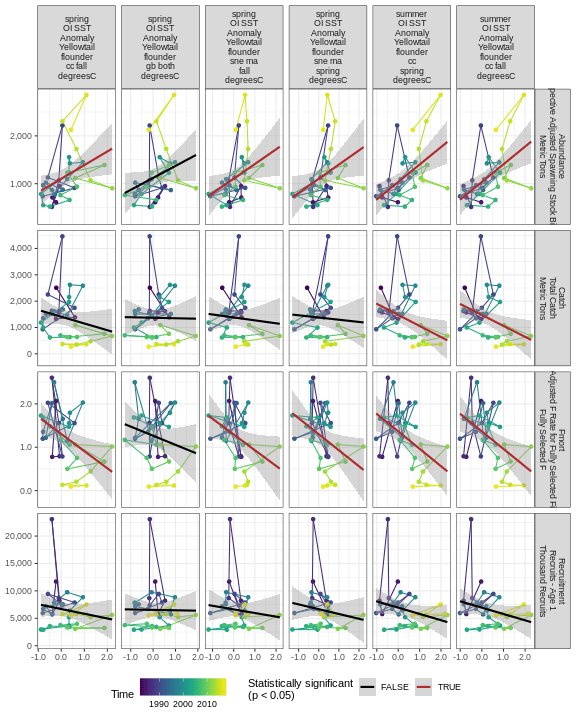 spring
OI SST
Anomaly
Yellowtail
flounder
cc fall
degreesC
spring
OI SST
Anomaly
Yellowtail
flounder
gb both
degreesC
spring
OI SST
Anomaly
Yellowtail
flounder
sne ma
fall
degreesC
spring
OI SST
Anomaly
Yellowtail
flounder
sne ma
spring
degreesC
summer
OI SST
Anomaly
Yellowtail
flounder
cc
spring
degreesC
summer
OI SST
Anomaly
Yellowtail
flounder
cc fall
degreesC
2,000
1,000
Abundance
Adjusted Spawning Stock
Metric Tons
4,000
3,000
2,000
1,000
0
Catch
Total Catch
Metric Tons
2.0
1.0
0.0
Fmort
Adjusted F Rate for Fully Selected
Fully Selected F
20,000
15,000
10,000
5,000
0
Recruitment
Recruits - Age 1
Thousand Recruits
-1.0 0.0 1.0 2.0
-1.0 0.0 1.0 2.0
-1.0 0.0 1.0 2.0
-1.0 0.0 1.0 2.0
-1.0 0.0 1.0 2.0
-1.0 0.0 1.0 2.0
Time
1990 2000 2010
Statistically significant
(p < 0.05)
FALSE
TRUE